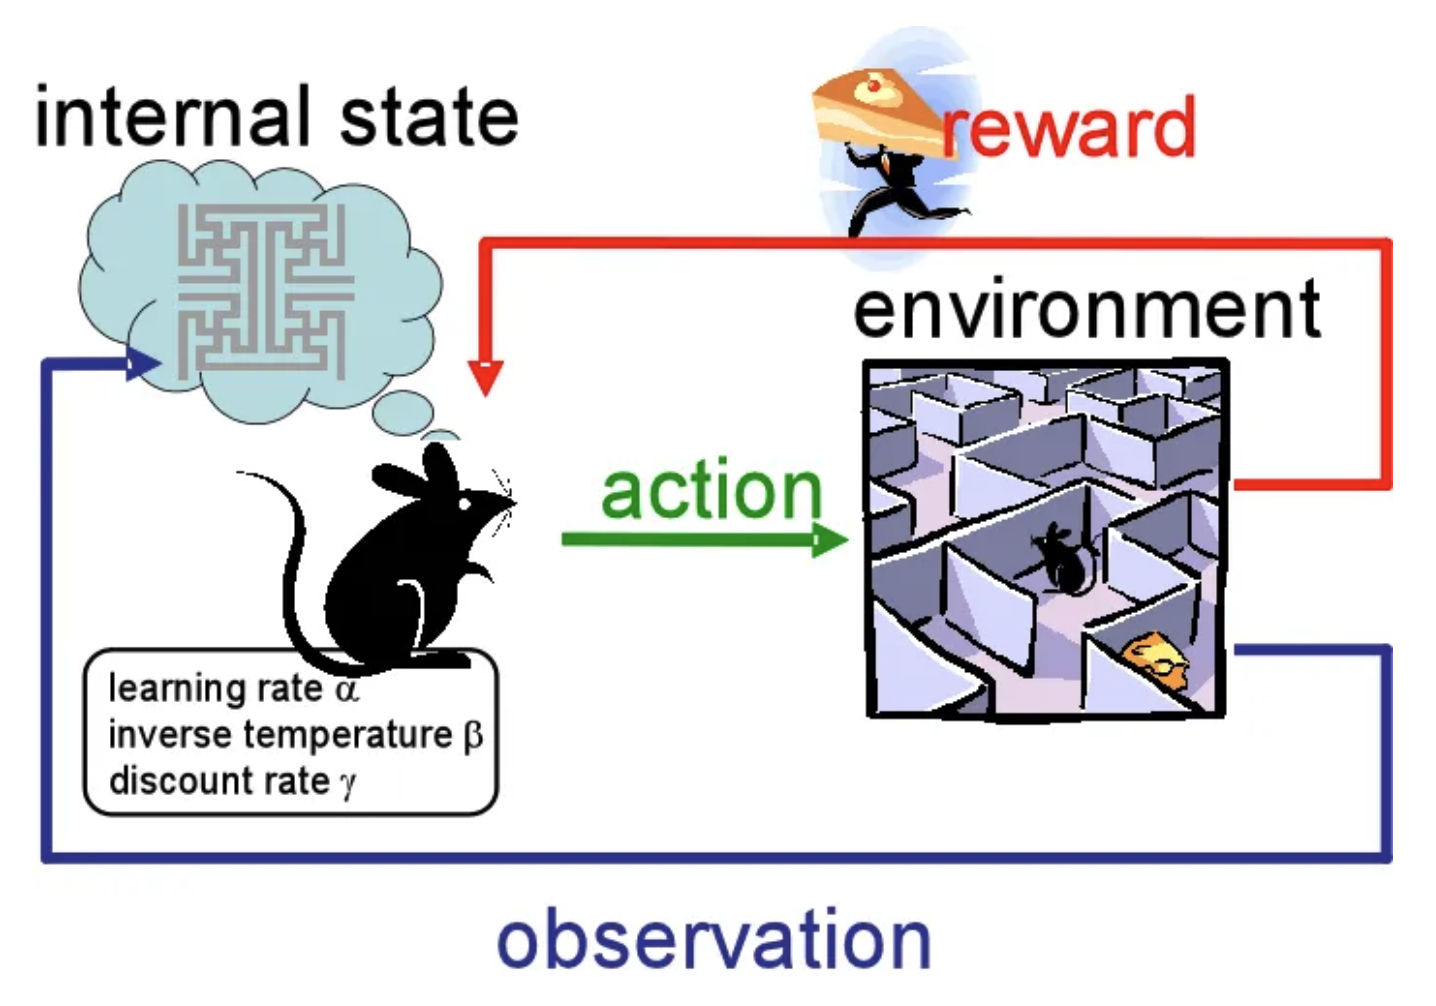 internal state
reward
environment
action
learning rate α
inverse temperature β
discount rate γ
observation